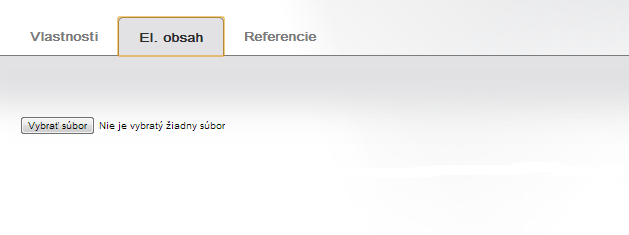 Vlastnosti El. obsah Referencie
Vybrať súbor Nie je vybratý žiadny súbor